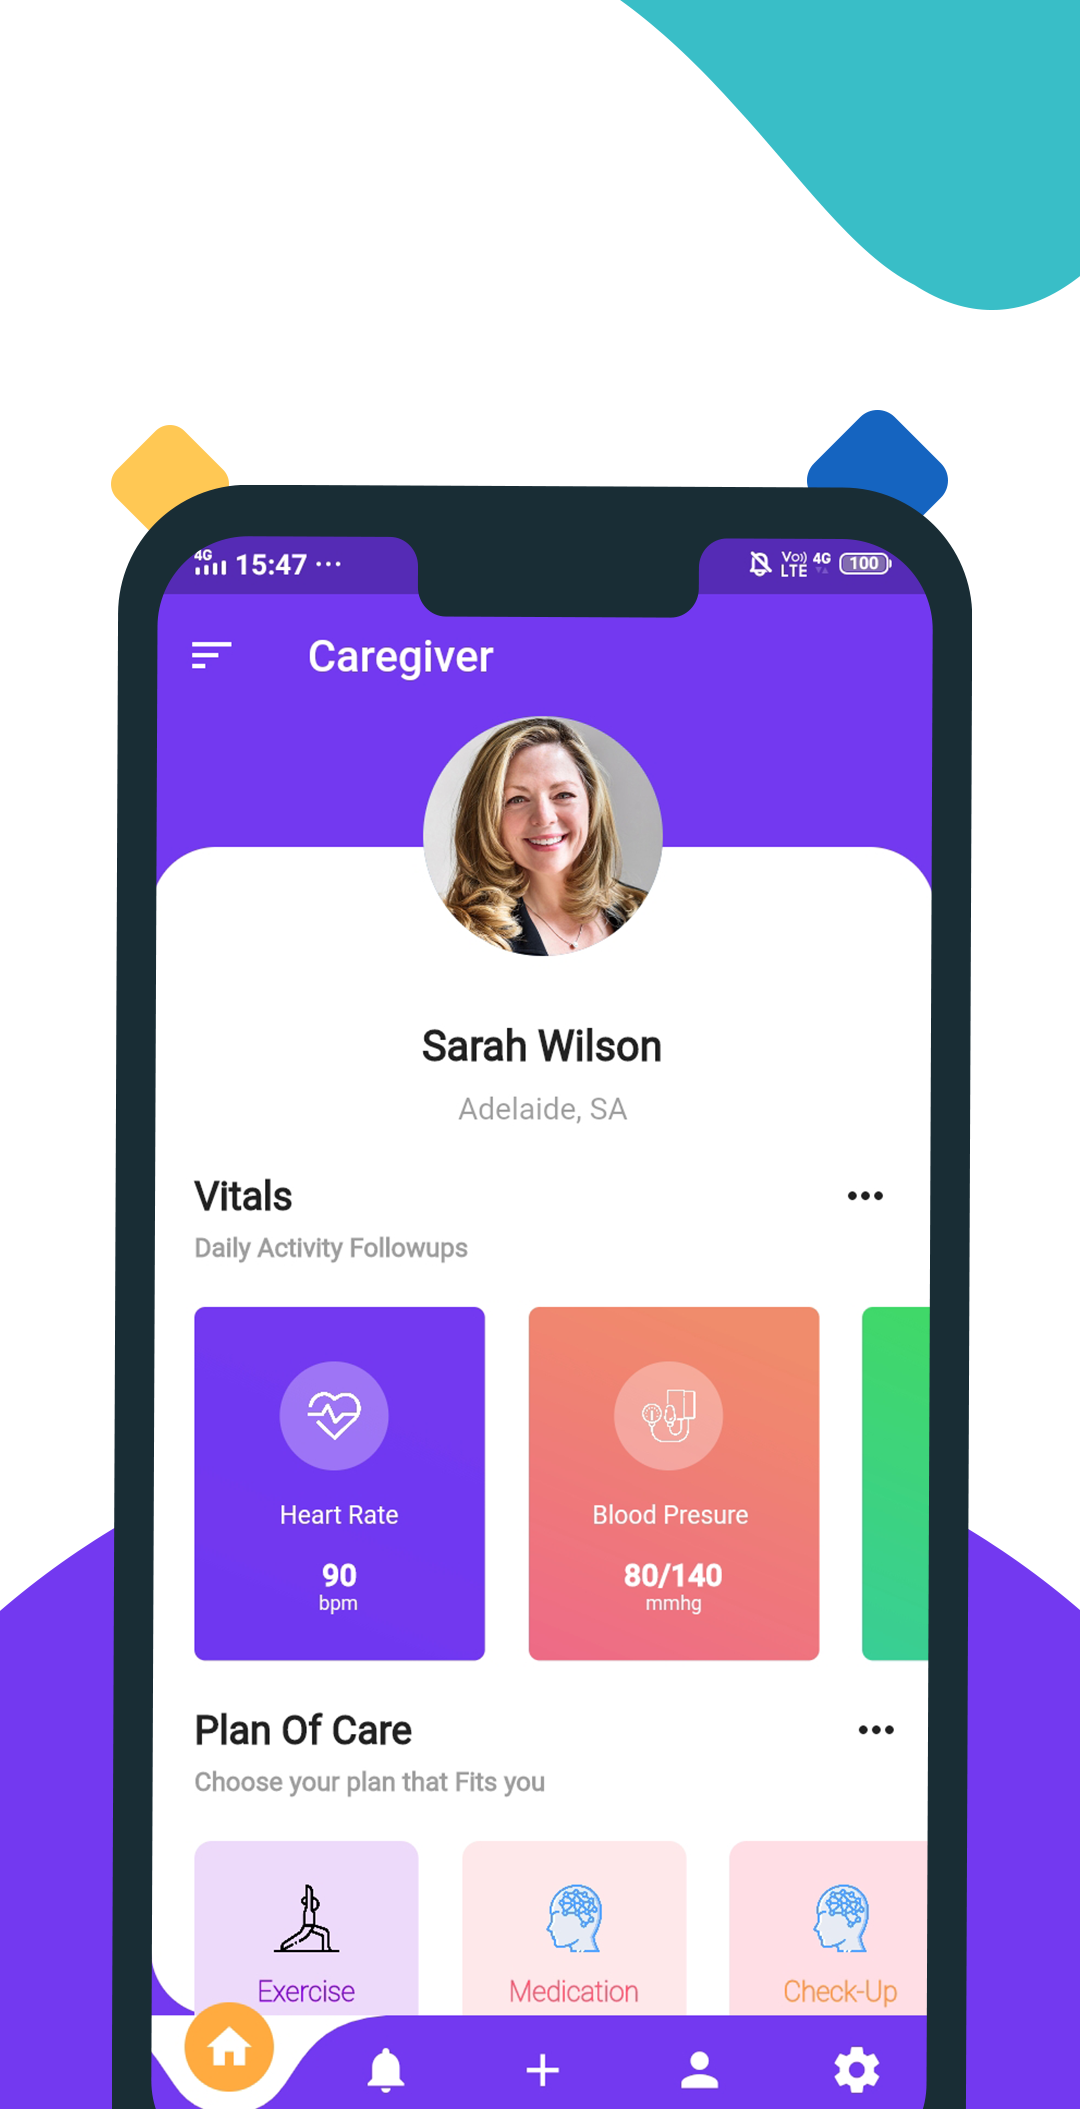 4G 15:47 ... Vo)) LTE 4G 100
Caregiver
Sarah Wilson
Adelaide, SA
Vitals
Daily Activity Followups
Heart Rate
90
bpm
Blood Presure
80/140
mmhg
Plan Of Care
Choose your plan that Fits you
Exercise
Medication
Check-Up